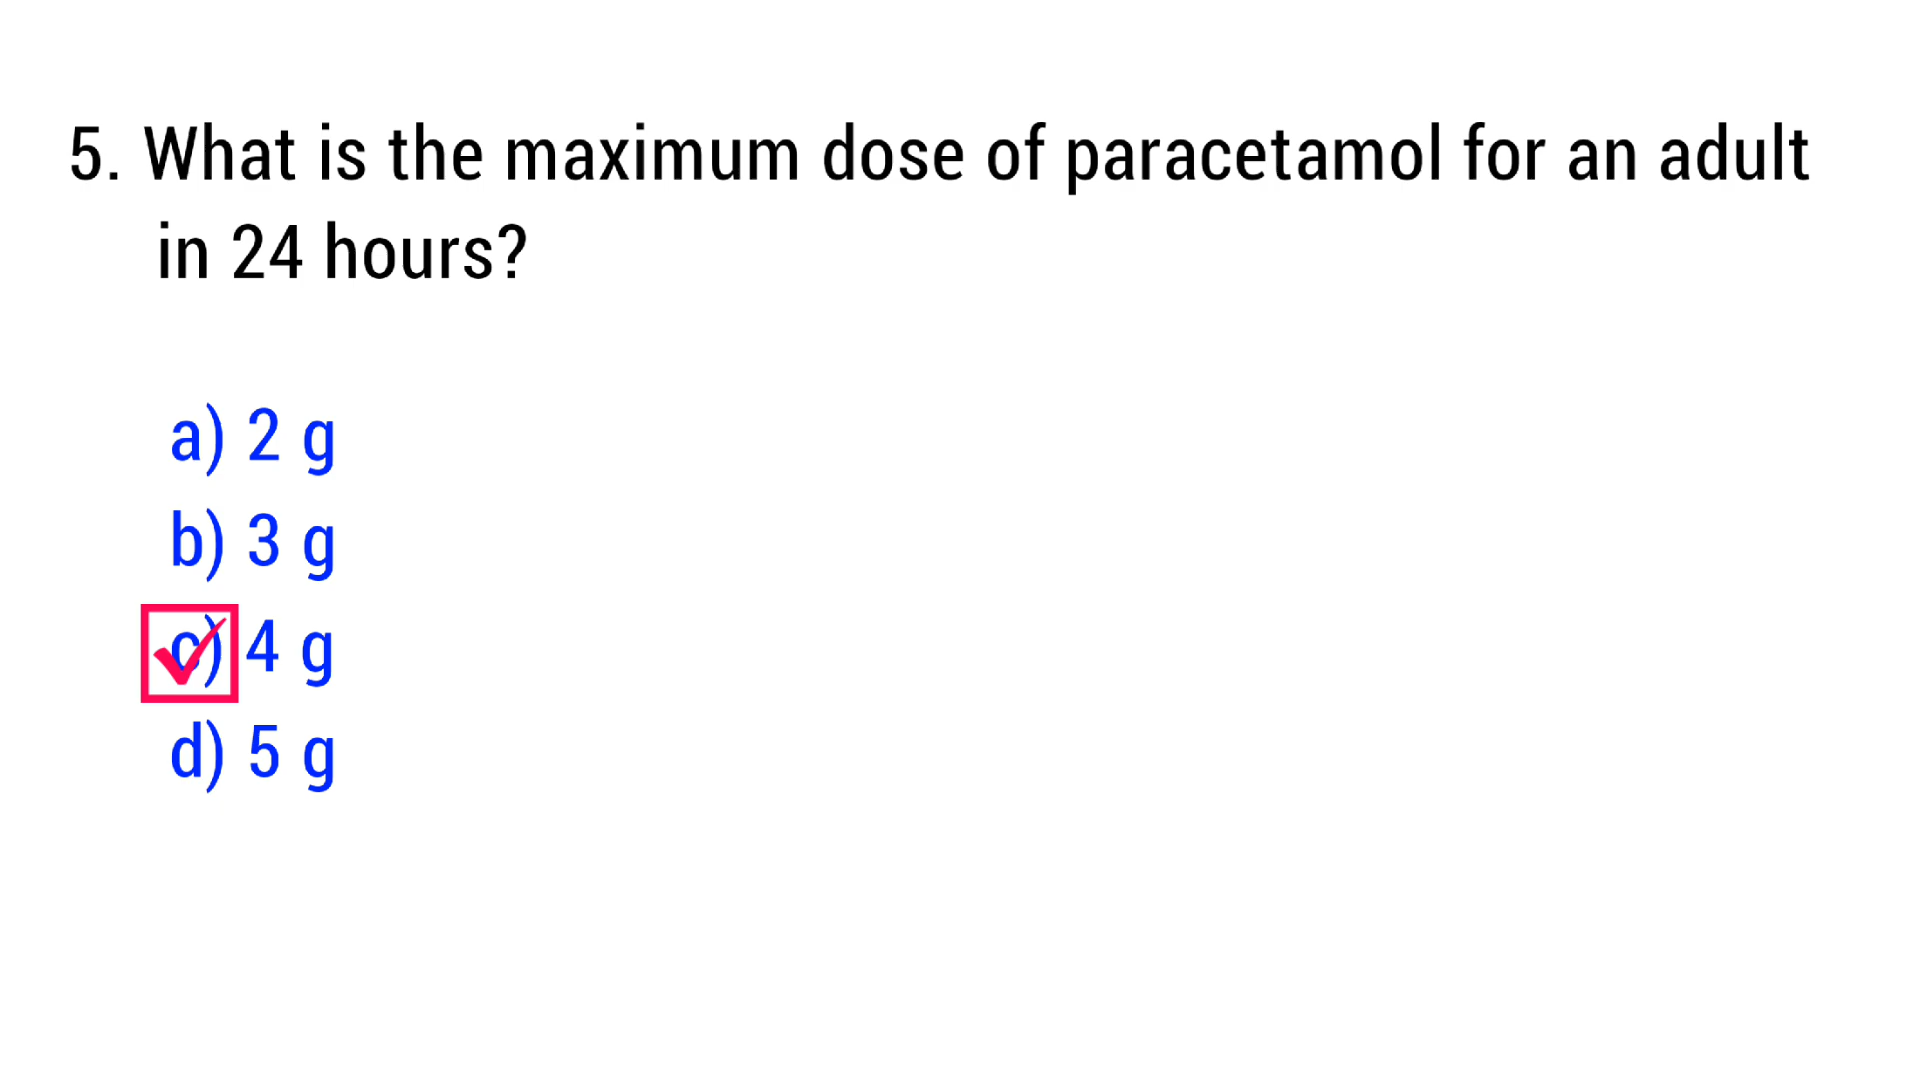 5. What is the maximum dose of paracetamol for an adult
in 24 hours?
a) 2 g
b) 3 g
c) 4 g
d) 5 g